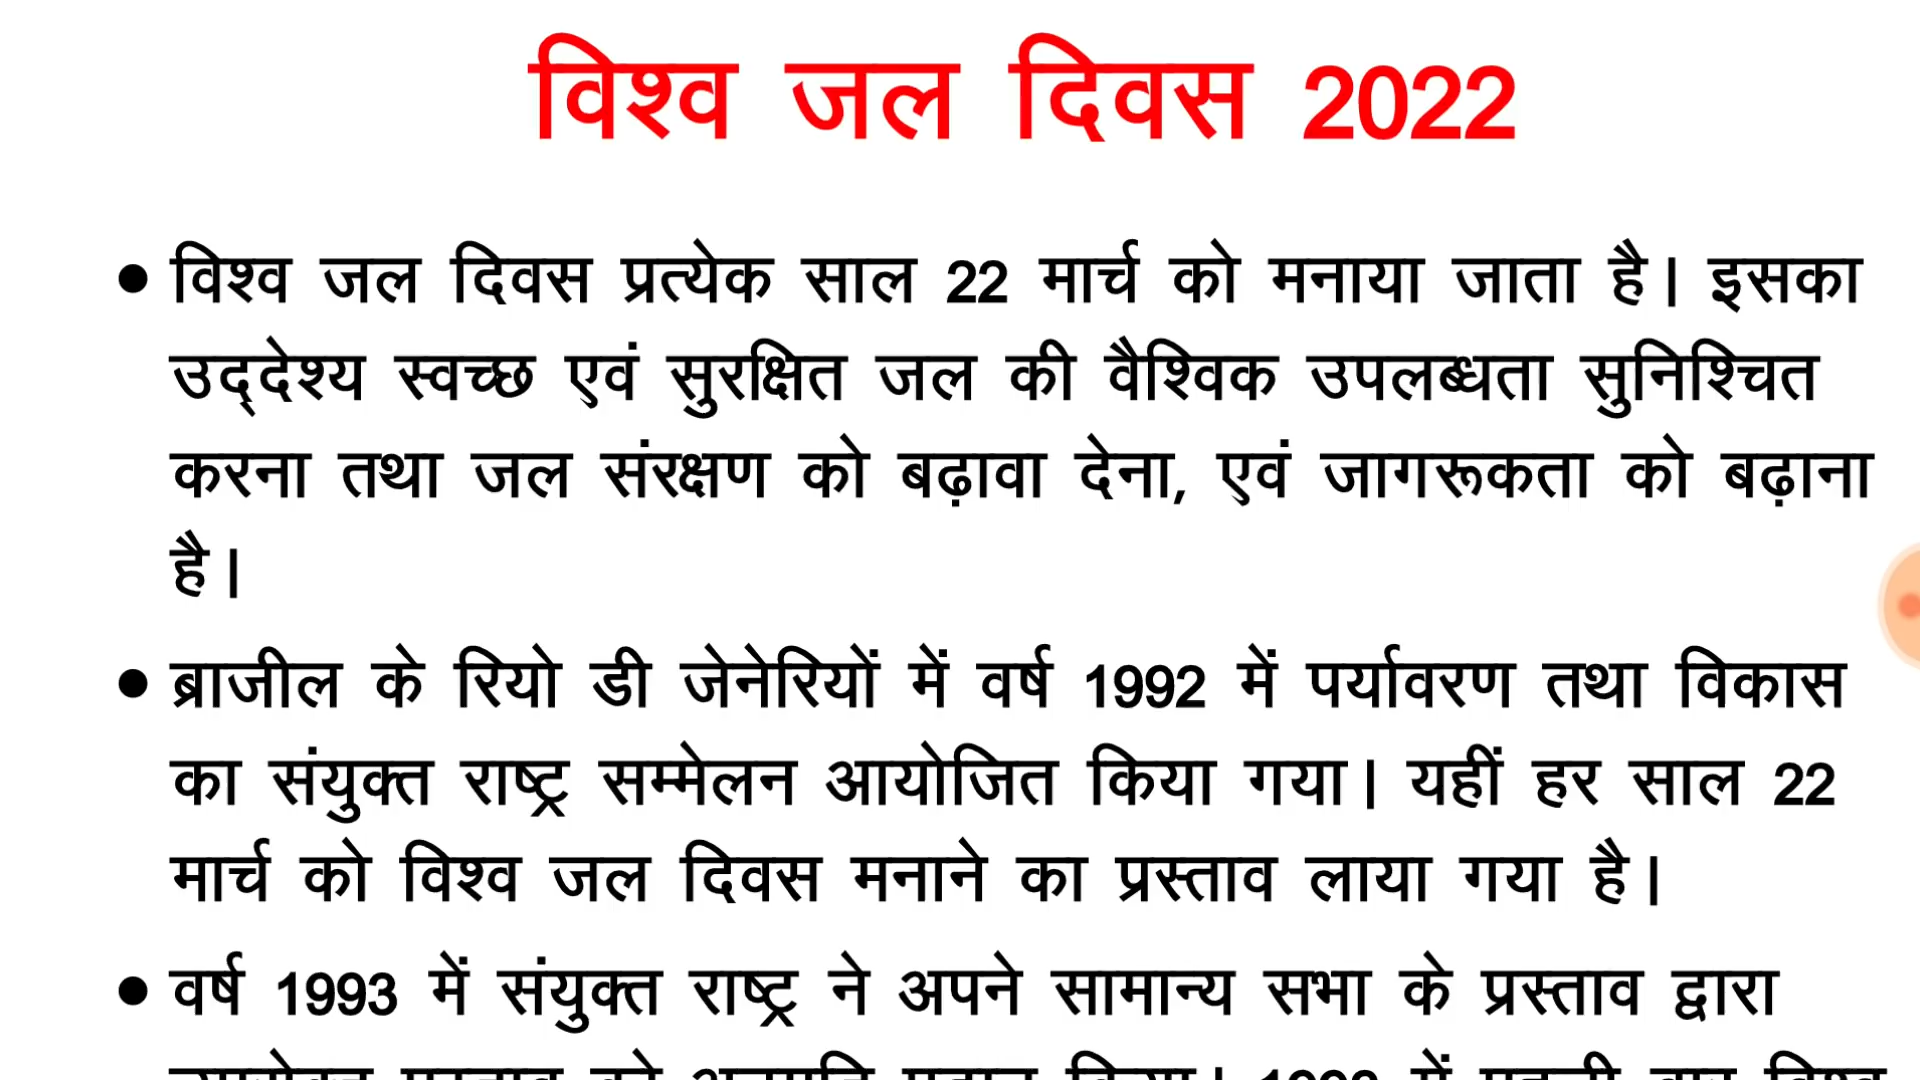 विश्व जल दिवस 2022
• विश्व जल दिवस प्रत्येक साल 22 मार्च को मनाया जाता है। इसका
उद्देश्य स्वच्छ एवं सुरक्षित जल की वैश्विक उपलब्धता सुनिश्चित
करना तथा जल संरक्षण को बढ़ावा देना, एवं जागरूकता को बढ़ाना
है।
• ब्राजील के रियो डी जेनेरियों में वर्ष 1992 में पर्यावरण तथा विकास
का संयुक्त राष्ट्र सम्मेलन आयोजित किया गया। यहीं हर साल 22
मार्च को विश्व जल दिवस मनाने का प्रस्ताव लाया गया है।
• वर्ष 1993 में संयुक्त राष्ट्र ने अपने सामान्य सभा के प्रस्ताव द्वारा